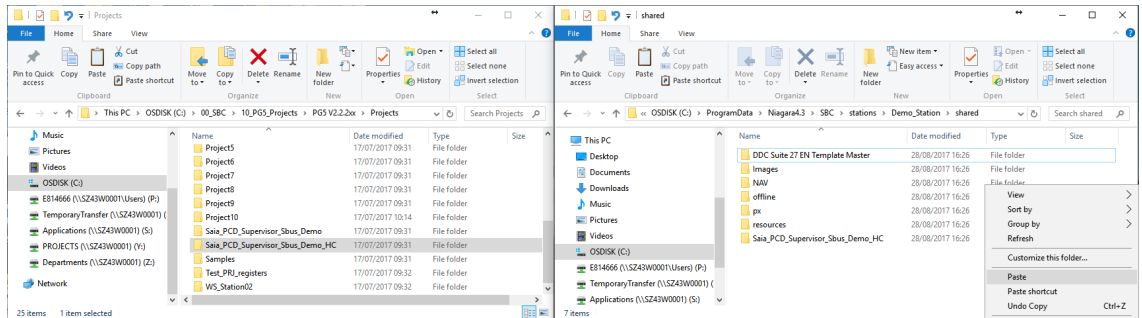 Projects
File Home Share View
Pin to Quick access
Copy
Paste
Cut
Copy path
Paste shortcut
Move to
Copy to
Delete
Rename
New folder
Properties
Open
Edit
History
Select all
Select none
Invert selection
Clipboard Organize New Open Select
This PC > OSDISK (C:) > 00_SBC > 10_PG5_Projects > PG5 V2.2.2xx > Projects
Search Projects
Music
Pictures
Videos
OSDISK (C:)
E814666 (\\SZ43W0001\Users) (P:)
TemporaryTransfer (\\SZ43W0001) (
Applications (\\SZ43W0001) (S:)
PROJECTS (\\SZ43W0001) (Y:)
Departments (\\SZ43W0001) (Z:)
Network
Name Date modified Type Size
Project5 17/07/2017 09:31 File folder
Project6 17/07/2017 09:31 File folder
Project7 17/07/2017 09:31 File folder
Project8 17/07/2017 09:31 File folder
Project9 17/07/2017 09:31 File folder
Project10 17/07/2017 10:14 File folder
Saia_PCD_Supervisor_Sbus_Demo 17/07/2017 09:31 File folder
Saia_PCD_Supervisor_Sbus_Demo_HC 17/07/2017 09:31 File folder
Samples 17/07/2017 09:31 File folder
Test_PRJ_registers 17/07/2017 09:32 File folder
WS_Station02 17/07/2017 09:32 File folder
25 items 1 item selected
shared
File Home Share View
Pin to Quick access
Copy
Paste
Cut
Copy path
Paste shortcut
Move to
Copy to
Delete
Rename
New folder
New item
Easy access
Properties
Open
Edit
History
Select all
Select none
Invert selection
Clipboard Organize New Open Select
« OSDISK (C:) > ProgramData > Niagara4.3 > SBC > stations > Demo_Station > shared
Search shared
This PC
Desktop
Documents
Downloads
Music
Pictures
Videos
OSDISK (C:)
E814666 (\\SZ43W0001\Users) (P:)
TemporaryTransfer (\\SZ43W0001) (
Applications (\\SZ43W0001) (S:)
Name Date modified Type Size
DDC Suite 27 EN Template Master 28/08/2017 16:26 File folder
Images 28/08/2017 16:26 File folder
NAV 28/08/2017 16:26 File folder
offline 28/08/2017 16:26
px 28/08/2017 16:26
resources 28/08/2017 16:26
Saia_PCD_Supervisor_Sbus_Demo_HC 28/08/2017 16:26
7 items
View
Sort by
Group by
Refresh
Customize this folder...
Paste
Paste shortcut
Undo Copy Ctrl+Z